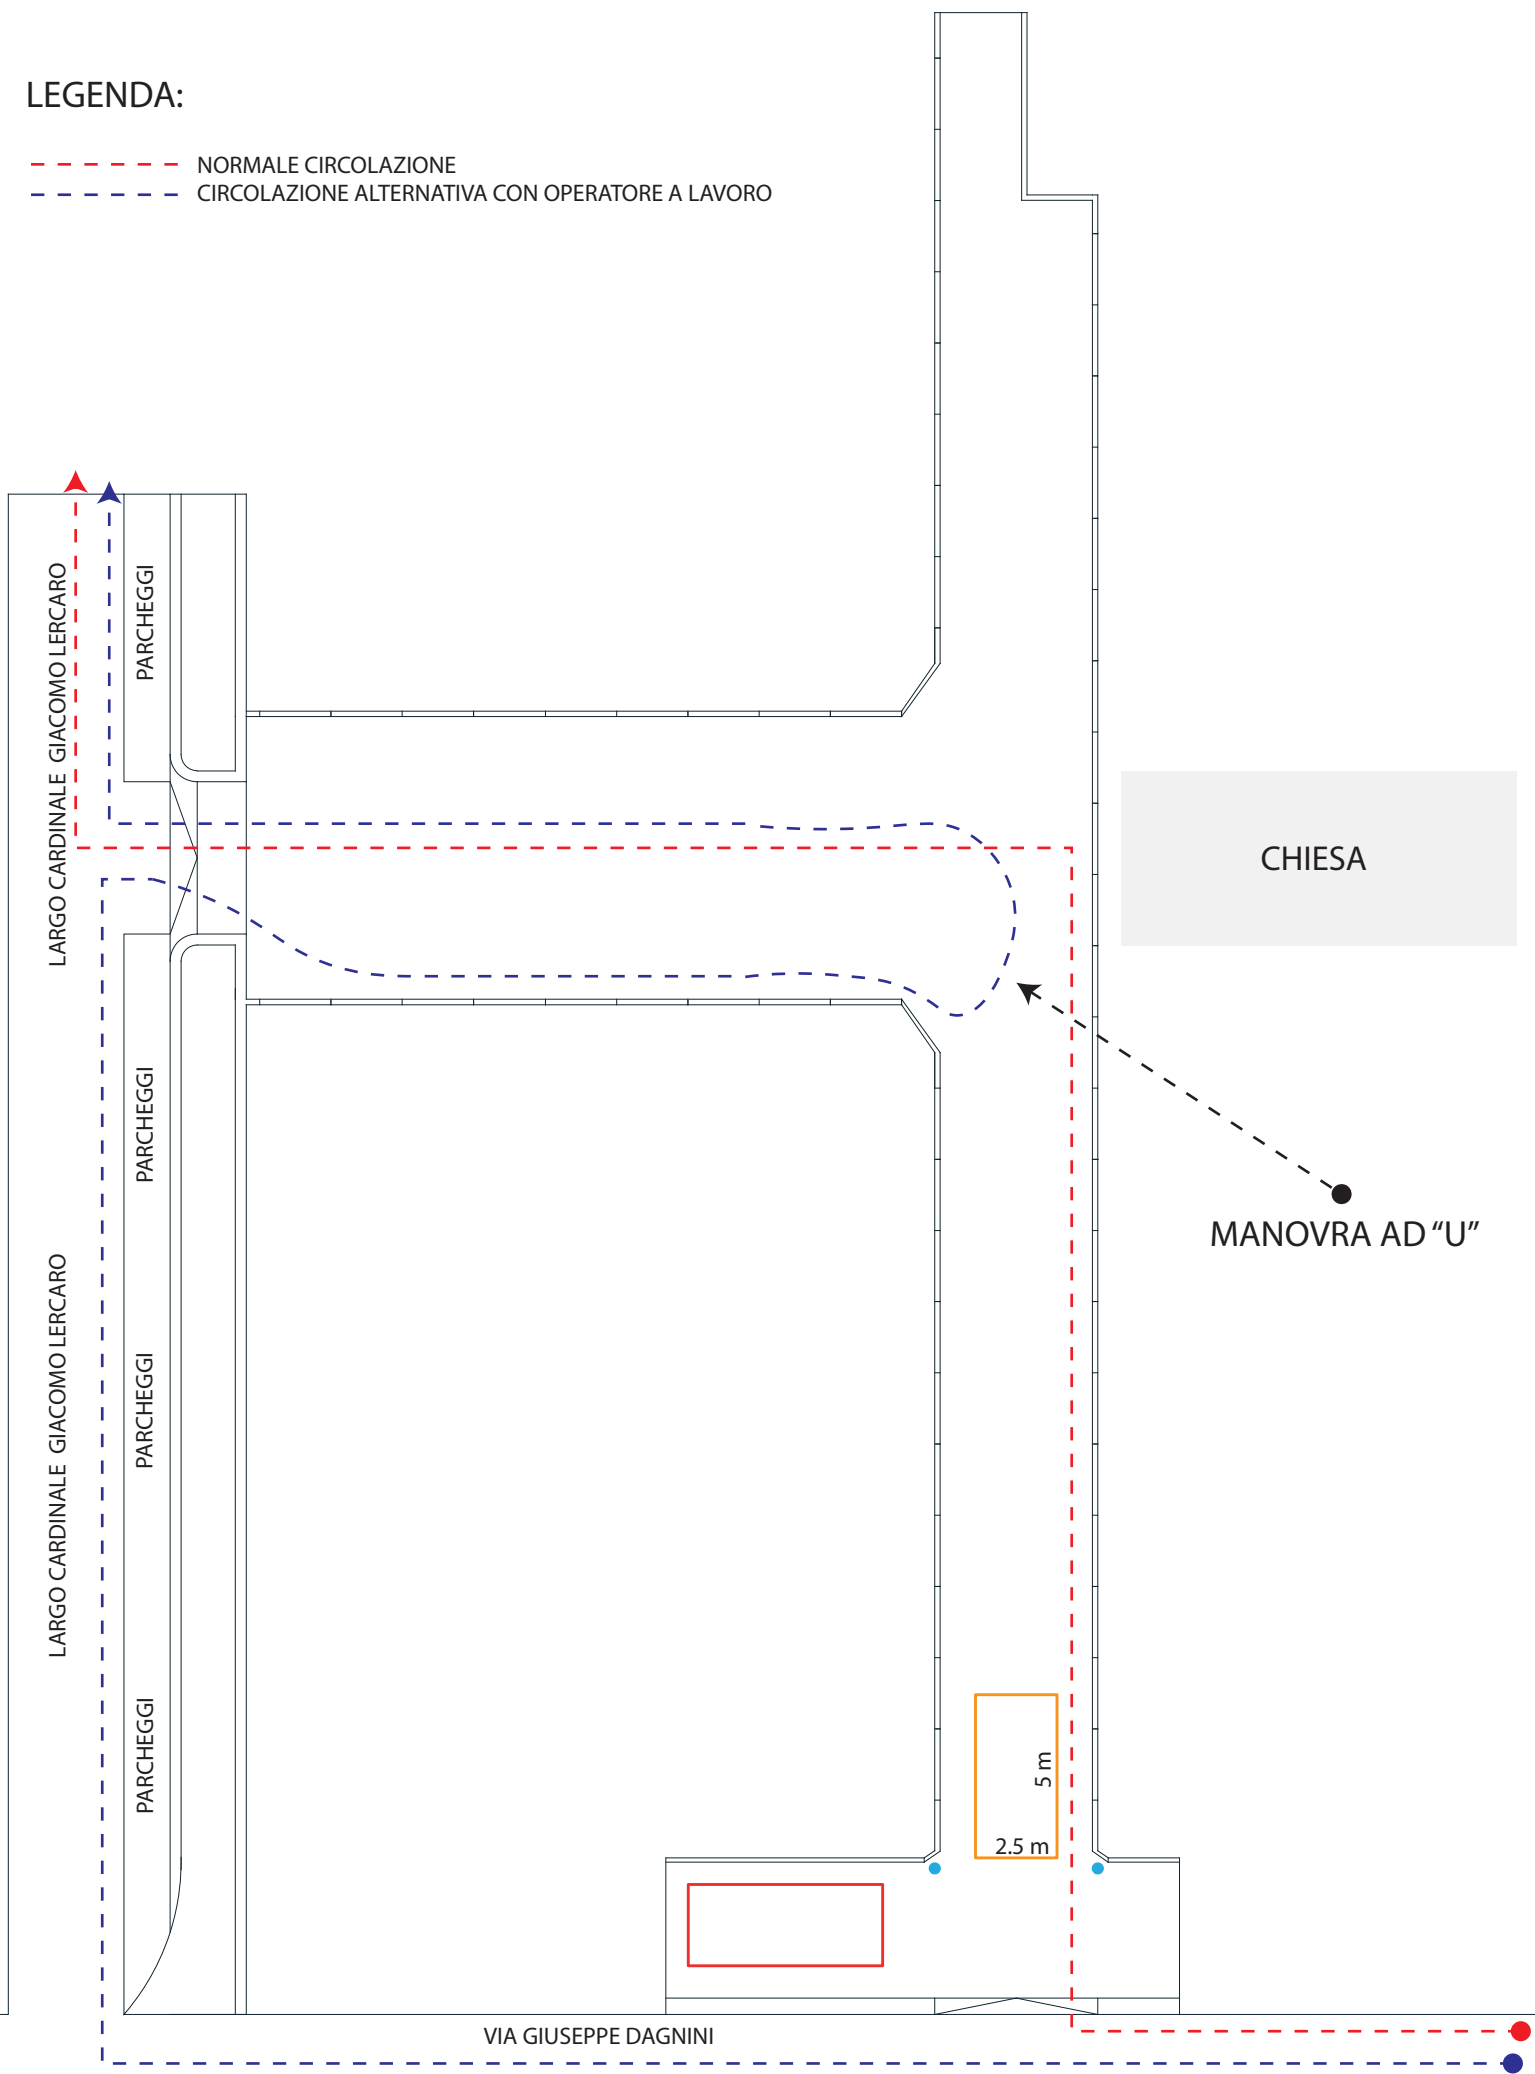 LEGENDA:
NORMALE CIRCOLAZIONE
CIRCOLAZIONE ALTERNATIVA CON OPERATORE A LAVORO
LARGO CARDINALE GIACOMO LERCARO
PARCHEGGI
CHIESA
PARCHEGGI
MANOVRA AD “U”
LARGO CARDINALE GIACOMO LERCARO
PARCHEGGI
PARCHEGGI
5 m
2.5 m
VIA GIUSEPPE DAGNINI